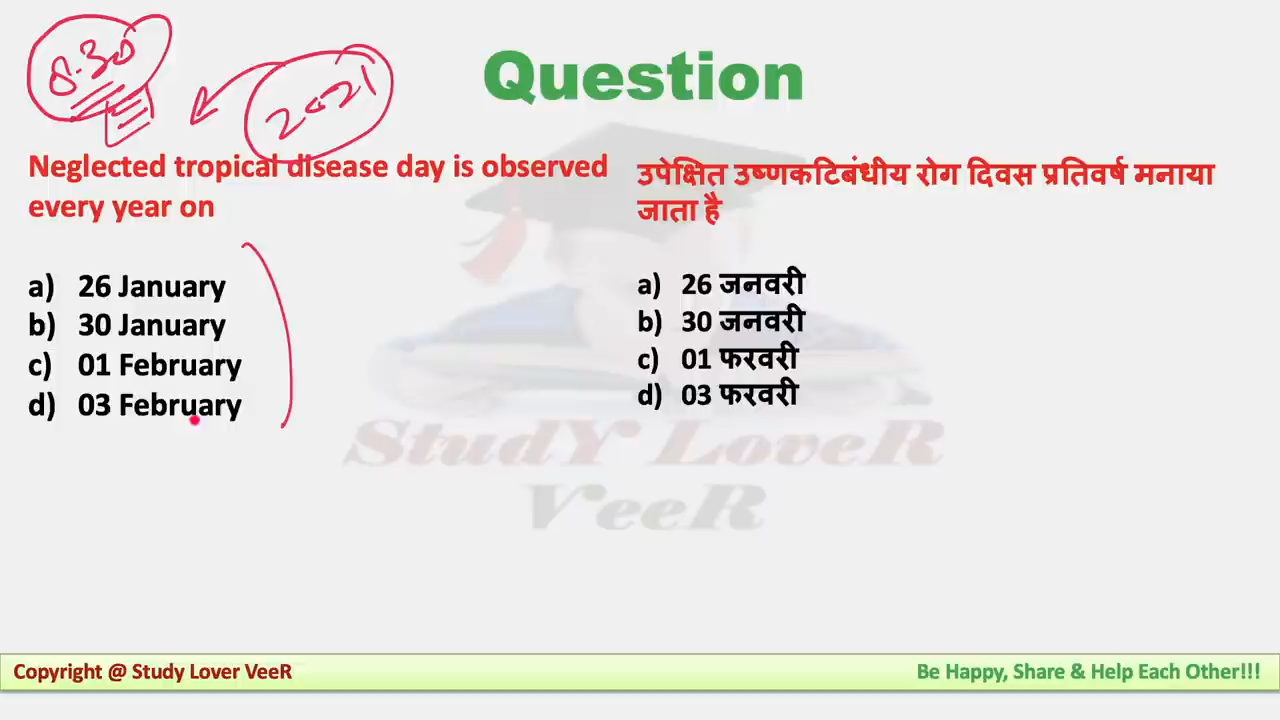 8.30
2021
Question
Neglected tropical disease day is observed
every year on
a) 26 January
b) 30 January
c) 01 February
d) 03 February
उपेक्षित उष्णकटिबंधीय रोग दिवस प्रतिवर्ष मनाया
जाता है
a) 26 जनवरी
b) 30 जनवरी
c) 01 फरवरी
d) 03 फरवरी
StudY LoveR
VeeR
Copyright @ Study Lover VeeR
Be Happy, Share & Help Each Other!!!